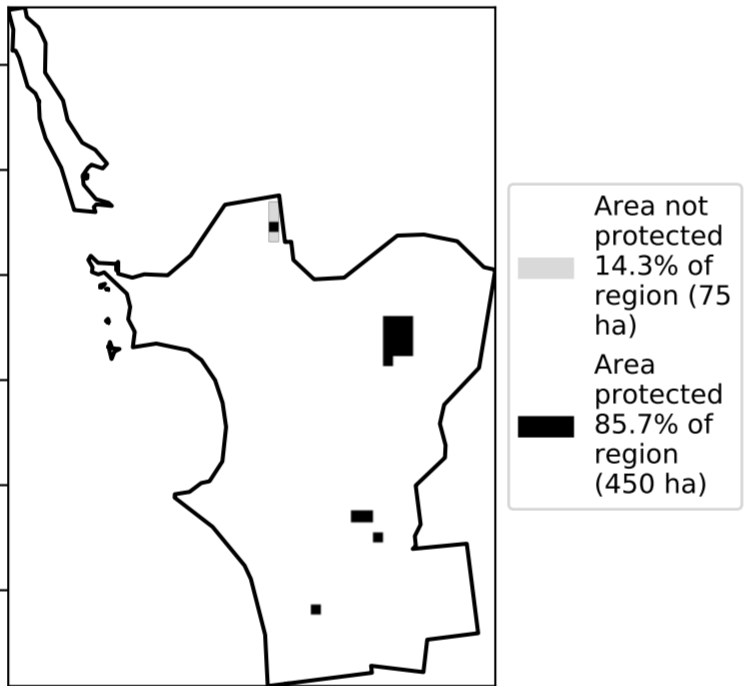 Area not
protected
14.3% of
region (75
ha)
Area
protected
85.7% of
region
(450 ha)